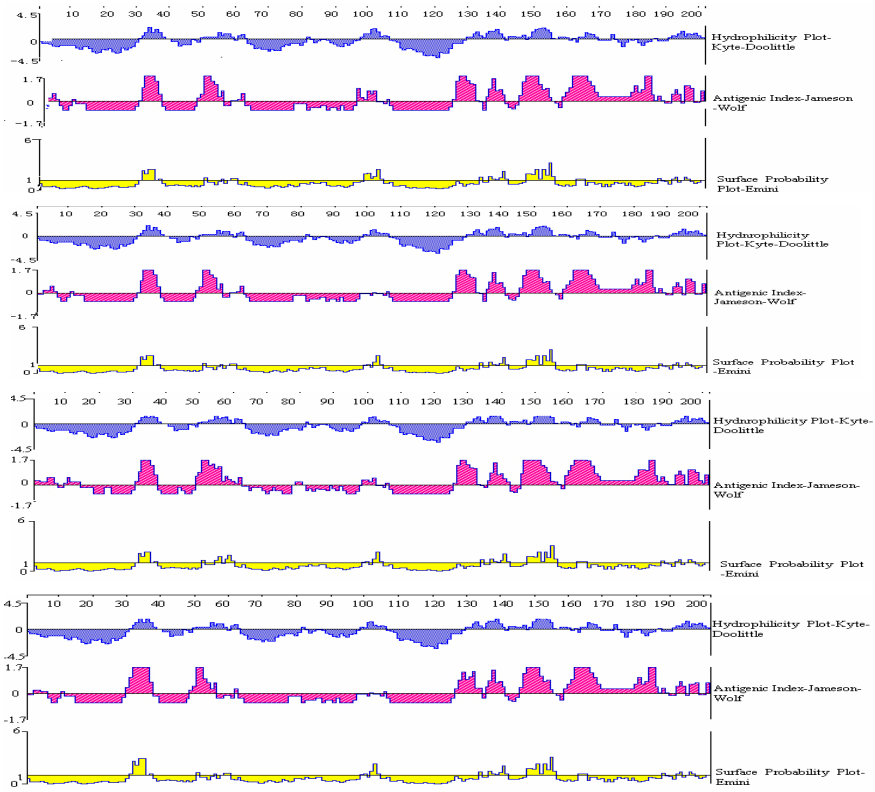 10 20 30 40 50 60 70 80 90 100 110 120 130 140 150 160 170 180 190 200
4.5
0
-4.5
Hydrophilicity Plot-
Kyte-Doolittle
1.7
0
-1.7
Antigenic Index-Jameson
-Wolf
6
1
0
Surface Probability
Plot-Emini
10 20 30 40 50 60 70 80 90 100 110 120 130 140 150 160 170 180 190 200
4.5
0
-4.5
Hydnrophilicity
Plot-Kyte-Doolittle
1.7
0
-1.7
Antigenic Index-
Jameson-Wolf
6
1
0
Surface Probability Plot
-Emini
10 20 30 40 50 60 70 80 90 100 110 120 130 140 150 160 170 180 190 200
4.5
0
-4.5
Hydnrophilicity Plot-Kyte-
Doolittle
1.7
0
-1.7
Antigenic Index-Jameson-
Wolf
6
1
0
Surface Probability Plot
-Emini
10 20 30 40 50 60 70 80 90 100 110 120 130 140 150 160 170 180 190 200
4.5
0
-4.5
Hydrophilicity Plot-Kyte-
Doolittle
1.7
0
-1.7
Antigenic Index-Jameson-
Wolf
6
1
0
Surface Probability Plot-
Emini